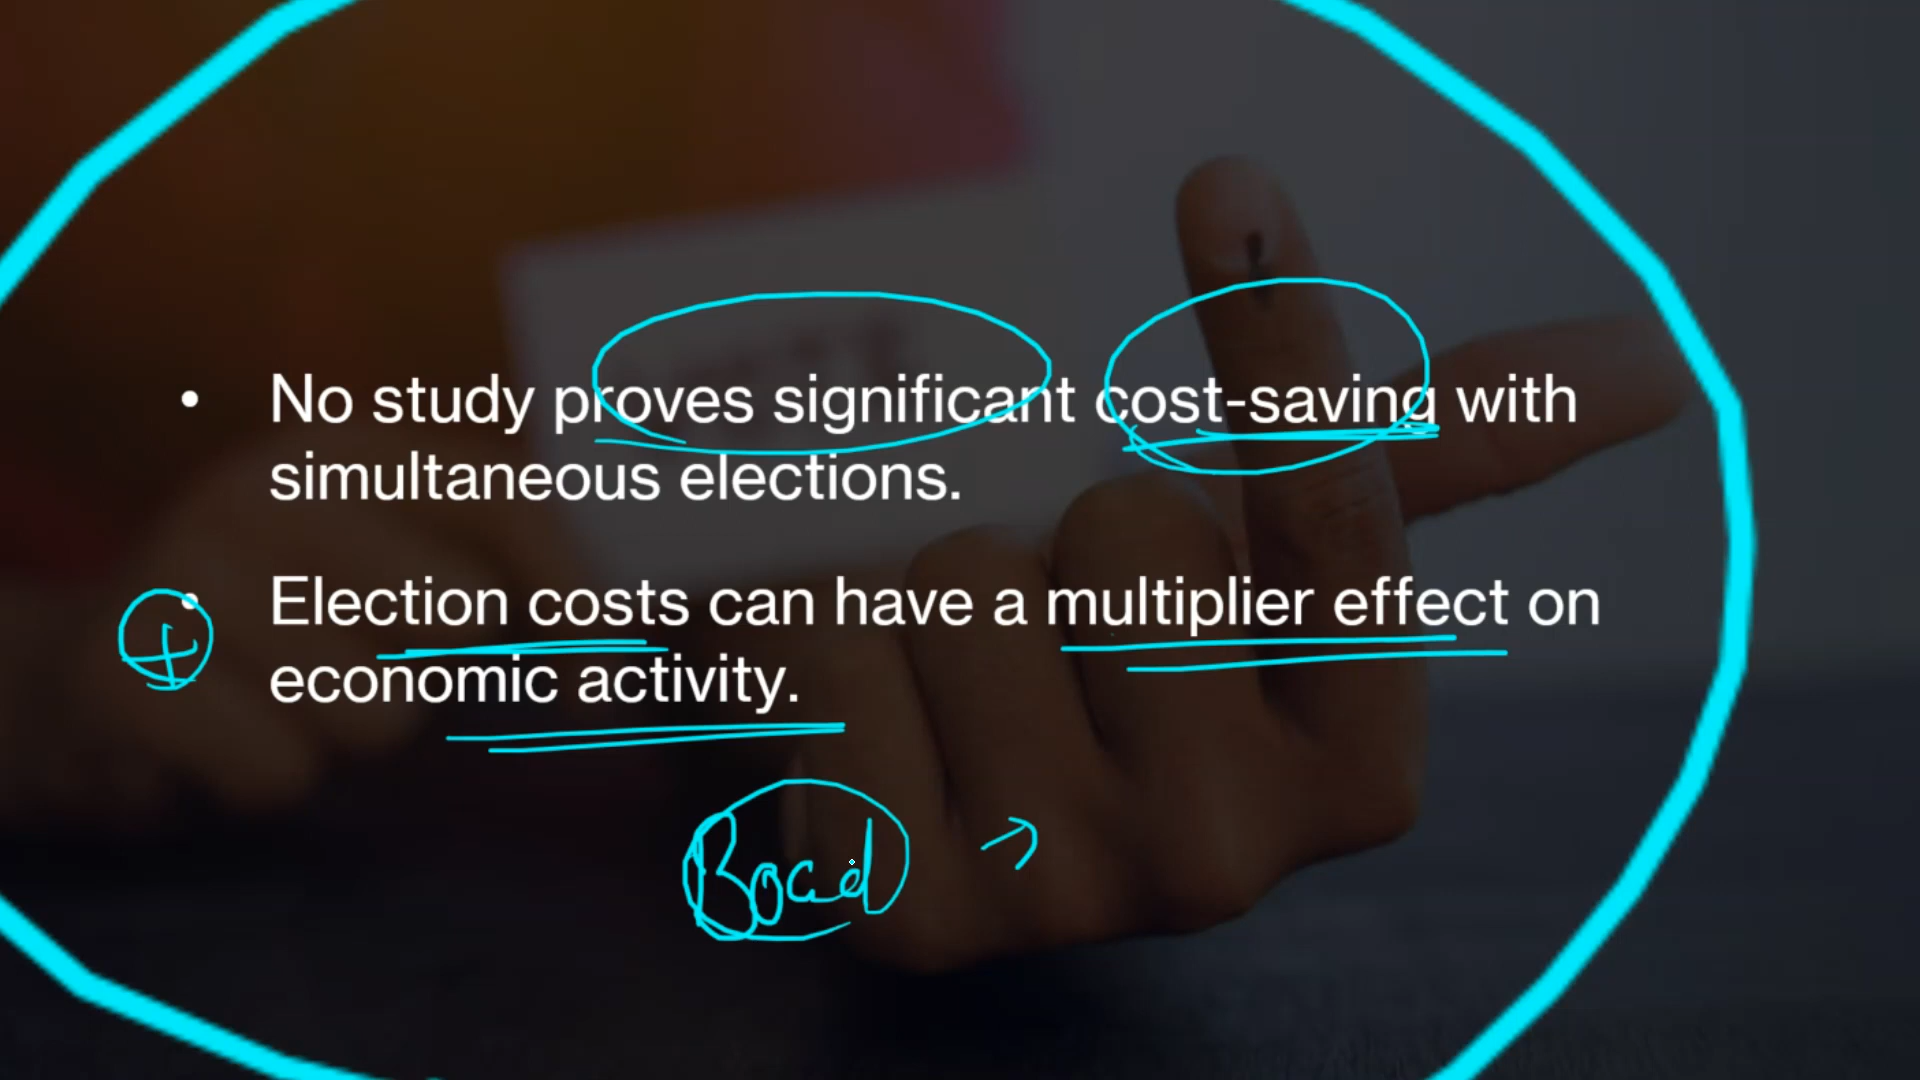 • No study proves significant cost-saving with
simultaneous elections.
• Election costs can have a multiplier effect on
economic activity.
+
→